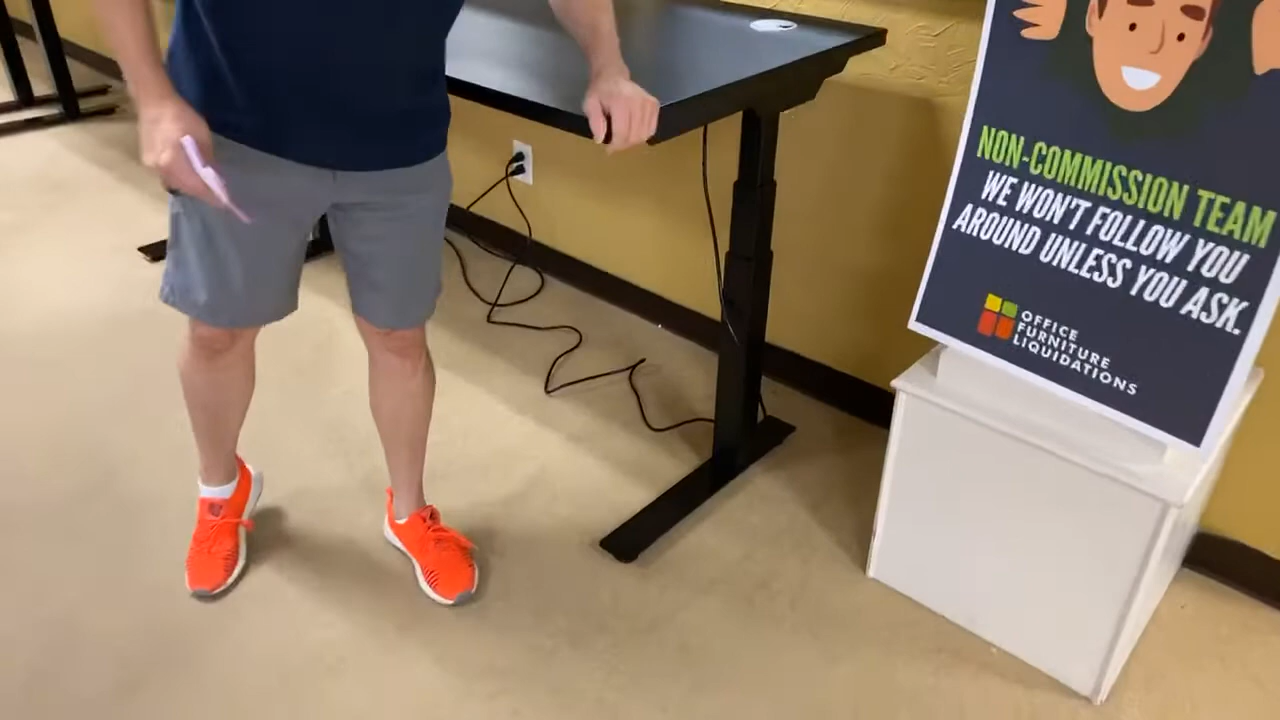 NON-COMMISSION TEAM
WE WON'T FOLLOW YOU
AROUND UNLESS YOU ASK.
OFFICE
FURNITURE
LIQUIDATIONS